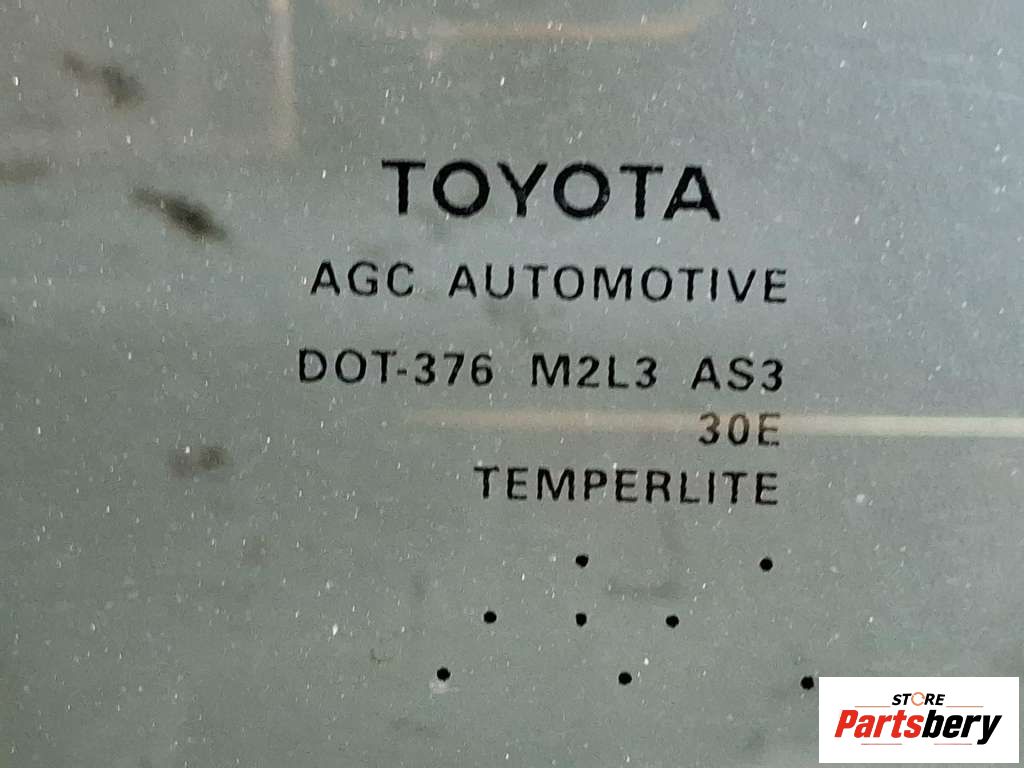 TOYOTA
AGC AUTOMOTIVE
DOT-376 M2L3 AS3
30E
TEMPERLITE
STORE
Partsbery